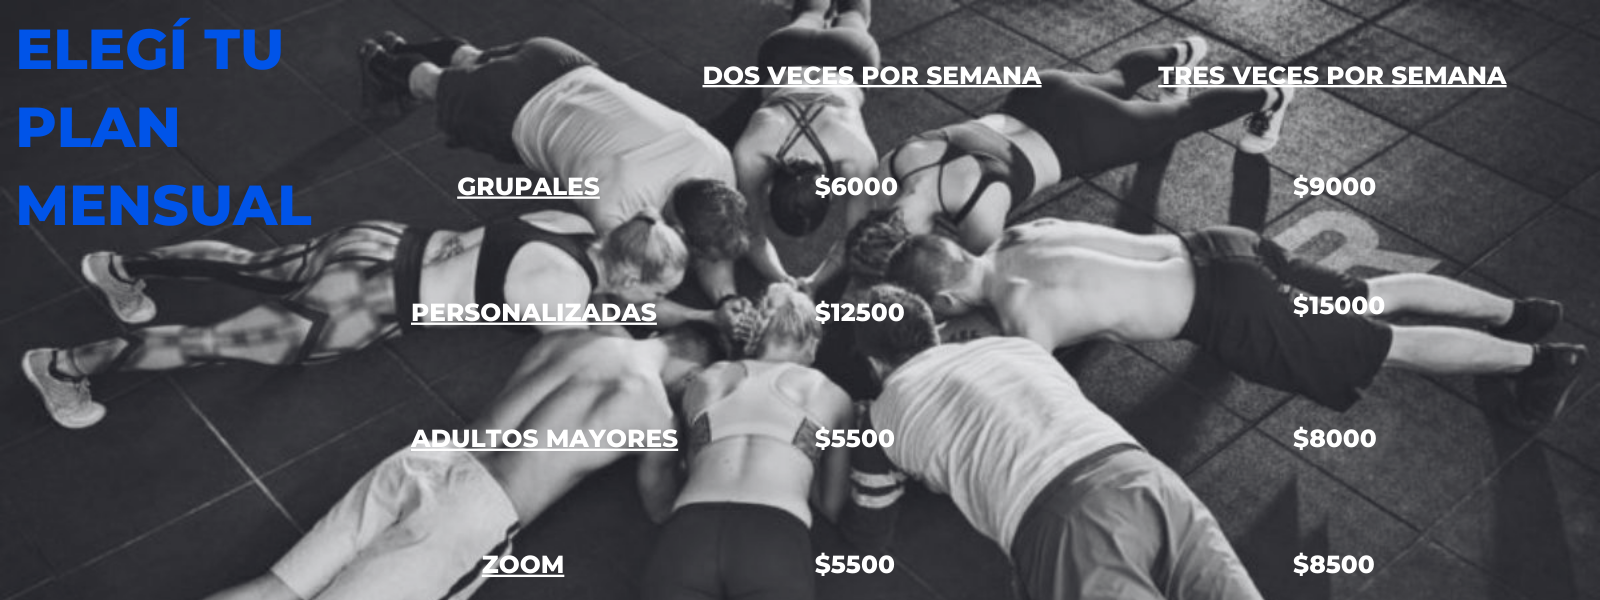 ELEGÍ TU
PLAN
MENSUAL
DOS VECES POR SEMANA TRES VECES POR SEMANA
GRUPALES $6000 $9000
PERSONALIZADAS $12500 $15000
ADULTOS MAYORES $5500 $8000
ZOOM $5500 $8500